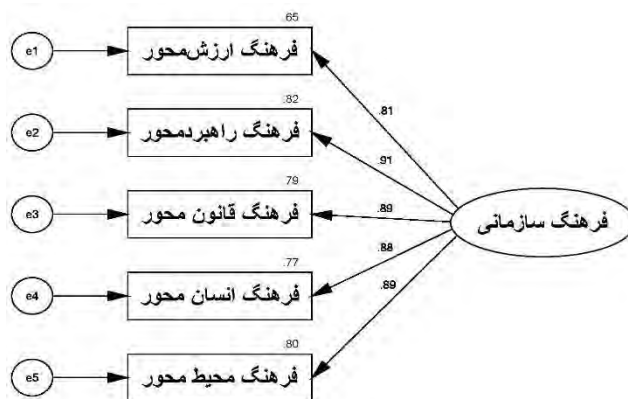 .65
e1
فرهنگ ارزش‌محور
.81
.82
e2
فرهنگ راهبردمحور
.91
.79
e3
فرهنگ قانون محور
.89
فرهنگ سازمانی
.77
e4
فرهنگ انسان محور
.88
.80
e5
فرهنگ محیط محور
.89